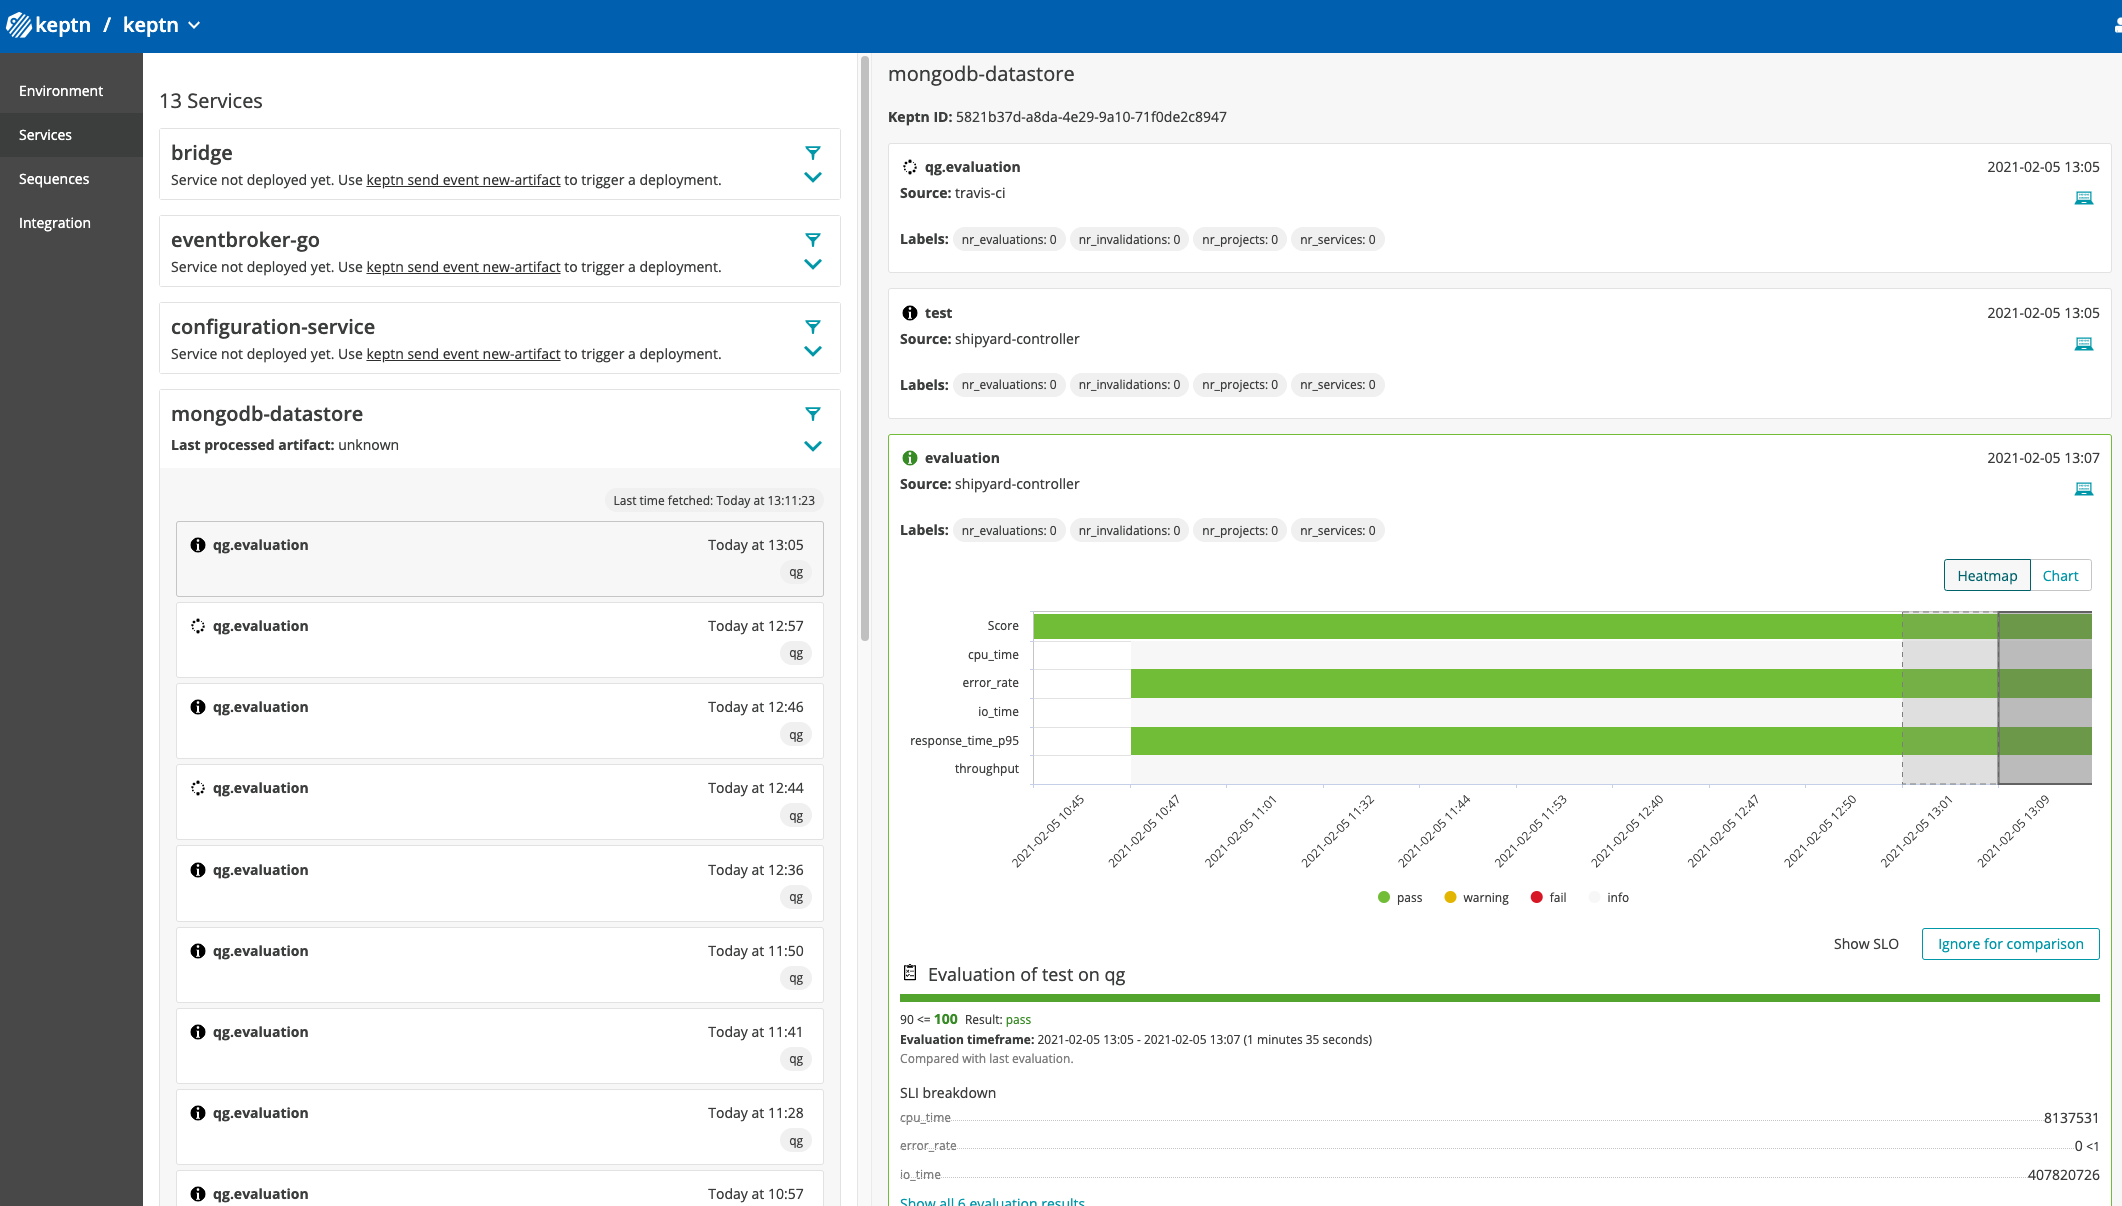 keptn / keptn
Environment
Services
Sequences
Integration
13 Services
bridge
Service not deployed yet. Use keptn send event new-artifact to trigger a deployment.
eventbroker-go
Service not deployed yet. Use keptn send event new-artifact to trigger a deployment.
configuration-service
Service not deployed yet. Use keptn send event new-artifact to trigger a deployment.
mongodb-datastore
Last processed artifact: unknown
Last time fetched: Today at 13:11:23
qg.evaluation Today at 13:05
qg
qg.evaluation Today at 12:57
qg
qg.evaluation Today at 12:46
qg
qg.evaluation Today at 12:44
qg
qg.evaluation Today at 12:36
qg
qg.evaluation Today at 11:50
qg
qg.evaluation Today at 11:41
qg
qg.evaluation Today at 11:28
qg
qg.evaluation Today at 10:57
mongodb-datastore
Keptn ID: 5821b37d-a8da-4e29-9a10-71f0de2c8947
qg.evaluation 2021-02-05 13:05
Source: travis-ci
Labels: nr_evaluations: 0 nr_invalidations: 0 nr_projects: 0 nr_services: 0
test 2021-02-05 13:05
Source: shipyard-controller
Labels: nr_evaluations: 0 nr_invalidations: 0 nr_projects: 0 nr_services: 0
evaluation 2021-02-05 13:07
Source: shipyard-controller
Labels: nr_evaluations: 0 nr_invalidations: 0 nr_projects: 0 nr_services: 0
Heatmap Chart
Score
cpu_time
error_rate
io_time
response_time_p95
throughput
2021-02-05 10:45
2021-02-05 10:47
2021-02-05 11:01
2021-02-05 11:32
2021-02-05 11:44
2021-02-05 11:53
2021-02-05 12:40
2021-02-05 12:47
2021-02-05 12:50
2021-02-05 13:01
2021-02-05 13:09
pass warning fail info
Show SLO Ignore for comparison
Evaluation of test on qg
90 <= 100 Result: pass
Evaluation timeframe: 2021-02-05 13:05 - 2021-02-05 13:07 (1 minutes 35 seconds)
Compared with last evaluation.
SLI breakdown
cpu_time 8137531
error_rate 0 <1
io_time 407820726
Show all 6 evaluation results